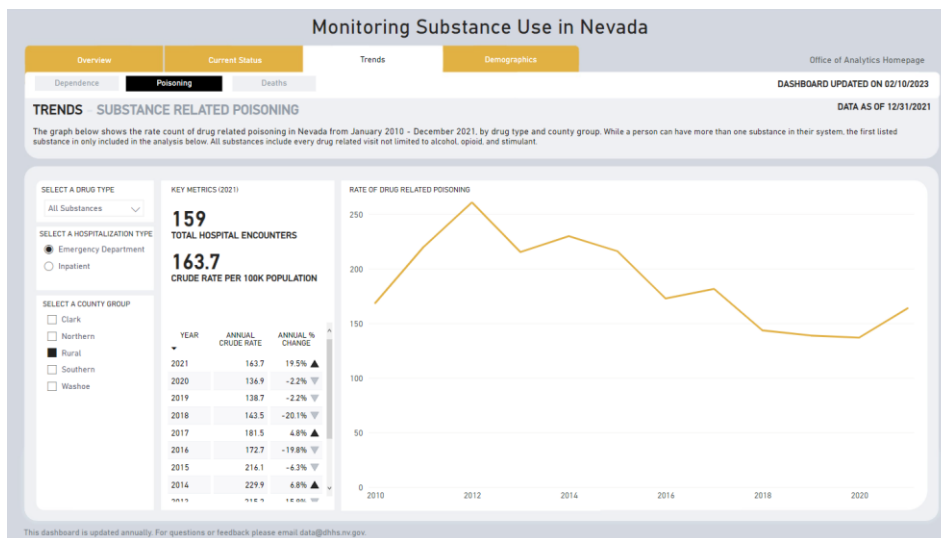 Monitoring Substance Use in Nevada
Overview
Current Status
Trends
Demographics
Office of Analytics Homepage
Dependence
Poisoning
Deaths
DASHBOARD UPDATED ON 02/10/2023
TRENDS - SUBSTANCE RELATED POISONING
DATA AS OF 12/31/2021
The graph below shows the rate count of drug related poisoning in Nevada from January 2010 - December 2021, by drug type and county group. While a person can have more than one substance in their system, the first listed
substance in only included in the analysis below. All substances include every drug related visit not limited to alcohol, opioid, and stimulant.
SELECT A DRUG TYPE
All Substances
SELECT A HOSPITALIZATION TYPE
Emergency Department
Inpatient
SELECT A COUNTY GROUP
Clark
Northern
Rural
Southern
Washoe
KEY METRICS (2021)
159
TOTAL HOSPITAL ENCOUNTERS
163.7
CRUDE RATE PER 100K POPULATION
YEAR ANNUAL CRUDE RATE ANNUAL % CHANGE
2021 163.7 19.5% ▲
2020 136.9 -2.2% ▼
2019 138.7 -2.2% ▼
2018 143.5 -20.1% ▼
2017 181.5 4.8% ▲
2016 172.7 -19.8% ▼
2015 216.1 -6.3% ▼
2014 229.9 6.8% ▲
RATE OF DRUG RELATED POISONING
250
200
150
100
50
0
2010 2012 2014 2016 2018 2020
This dashboard is updated annually. For questions or feedback please email data@dhhs.nv.gov.